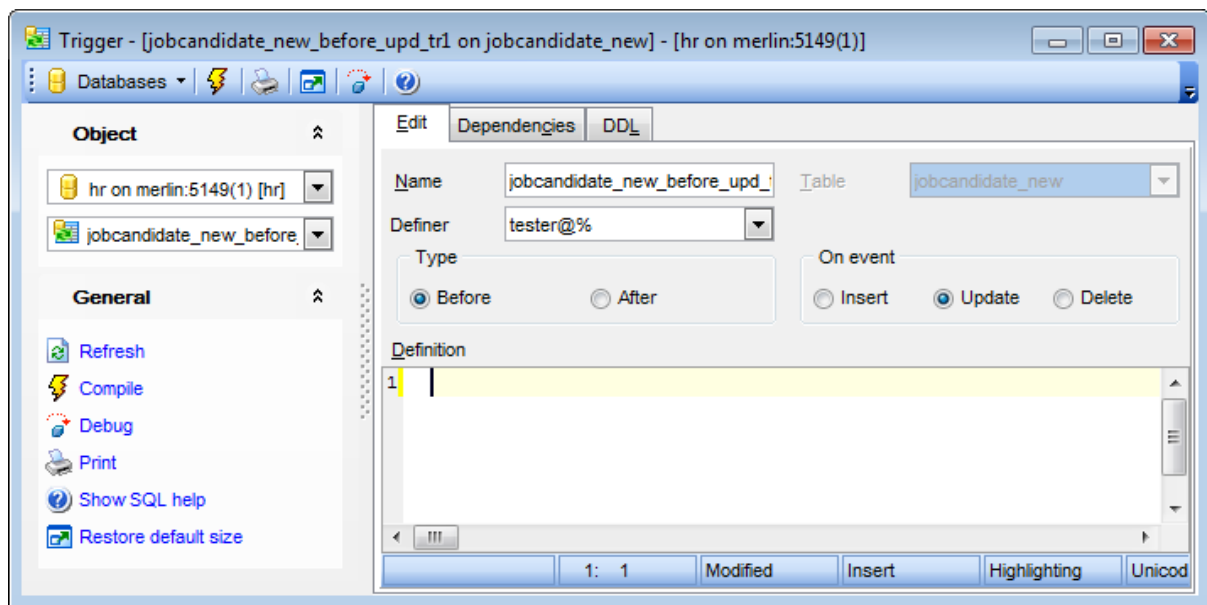 Trigger - [jobcandidate_new_before_upd_tr1 on jobcandidate_new] - [hr on merlin:5149(1)]
Databases
Object
hr on merlin:5149(1) [hr]
jobcandidate_new_before_
General
Refresh
Compile
Debug
Print
Show SQL help
Restore default size
Edit Dependencies DDL
Name jobcandidate_new_before_upd_t Table jobcandidate_new
Definer tester@%
Type On event
Before After Insert Update Delete
Definition
1
1: 1 Modified Insert Highlighting Unicod